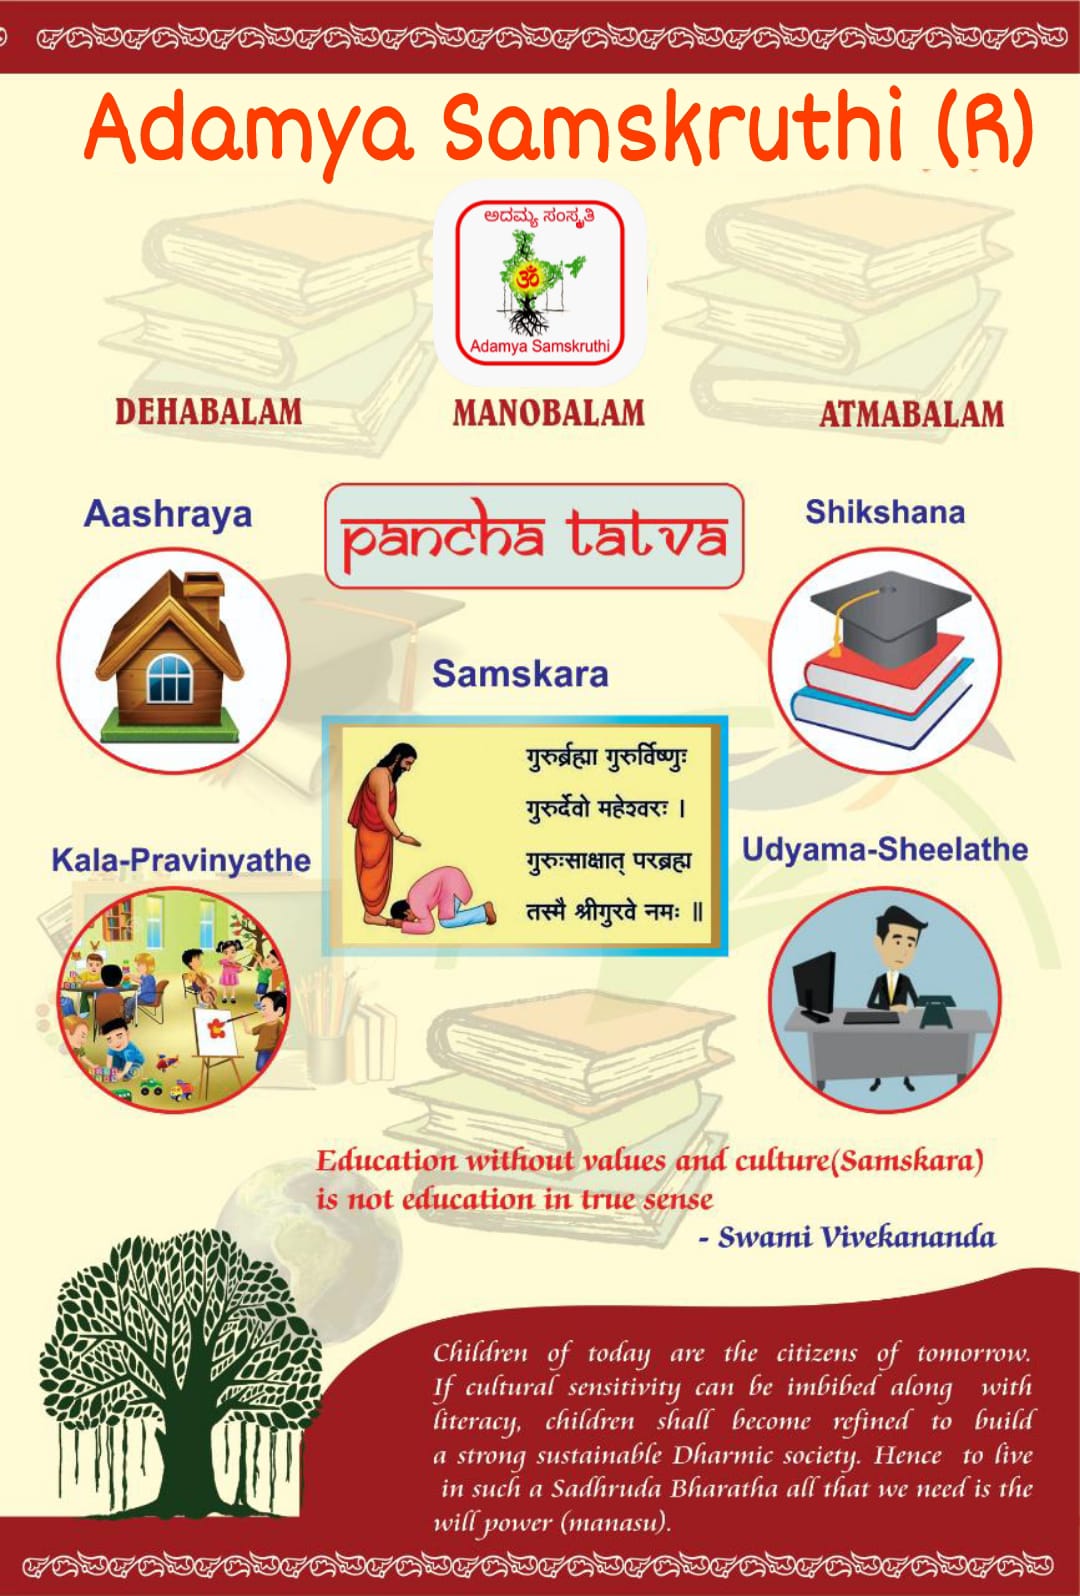 Adamya Samskruthi (R)
ಅದಮ್ಯ ಸಂಸ್ಕೃತಿ
ॐ
Adamya Samskruthi
DEHABALAM
MANOBALAM
ATMABALAM
Aashraya
pancha tatva
Shikshana
Samskara
गुरुर्ब्रह्मा गुरुर्विष्णुः
गुरुर्देवो महेश्वरः ।
गुरुःसाक्षात् परब्रह्म
तस्मै श्रीगुरवे नमः ॥
Kala-Pravinyathe
Udyama-Sheelathe
Education without values and culture(Samskara)
is not education in true sense
- Swami Vivekananda
Children of today are the citizens of tomorrow.
If cultural sensitivity can be imbibed along with
literacy, children shall become refined to build
a strong sustainable Dharmic society. Hence to live
in such a Sadhruda Bharatha all that we need is the
will power (manasu).